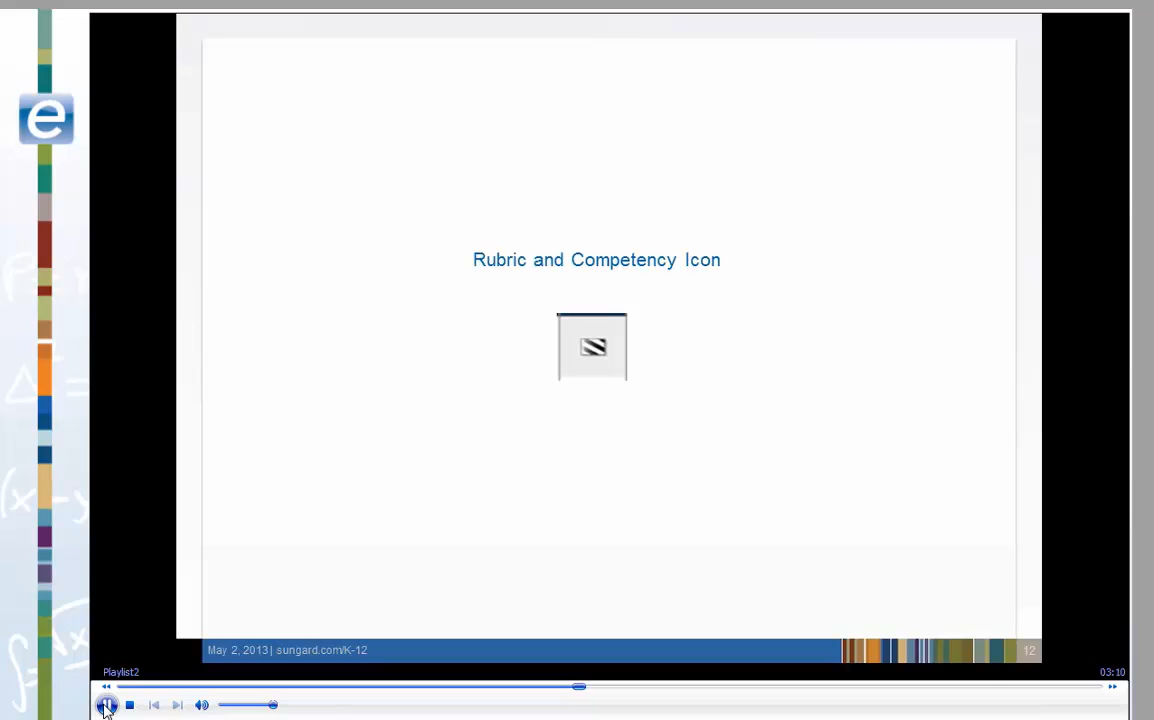 e
Rubric and Competency Icon
May 2, 2013 | sungard.com/K-12
12
Playlist2
03:10